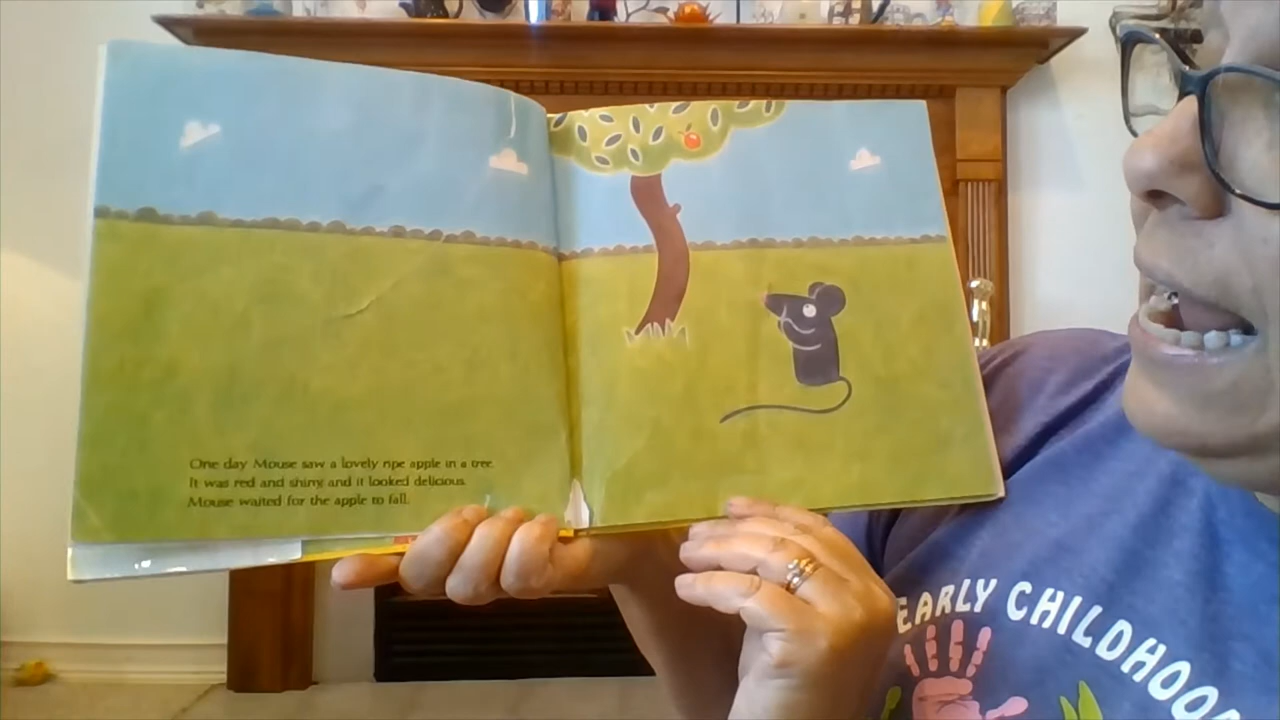 One day Mouse saw a lovely ripe apple in a tree.
It was red and shiny and it looked delicious.
Mouse waited for the apple to fall.
EARLY CHILDHOO